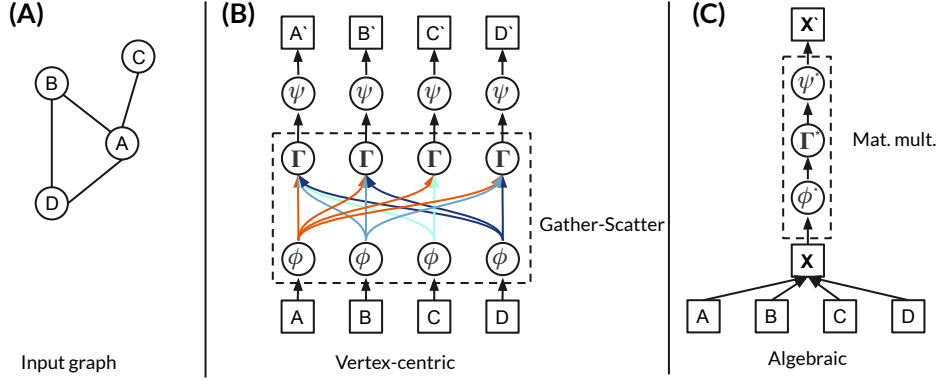 (A)
B
C
A
D
Input graph
(B)
A` B` C` D`
ψ ψ ψ ψ
Γ Γ Γ Γ
Gather-Scatter
ϕ ϕ ϕ ϕ
A B C D
Vertex-centric
(C)
X`
ψ*
Γ*
Mat. mult.
ϕ*
X
A B C D
Algebraic